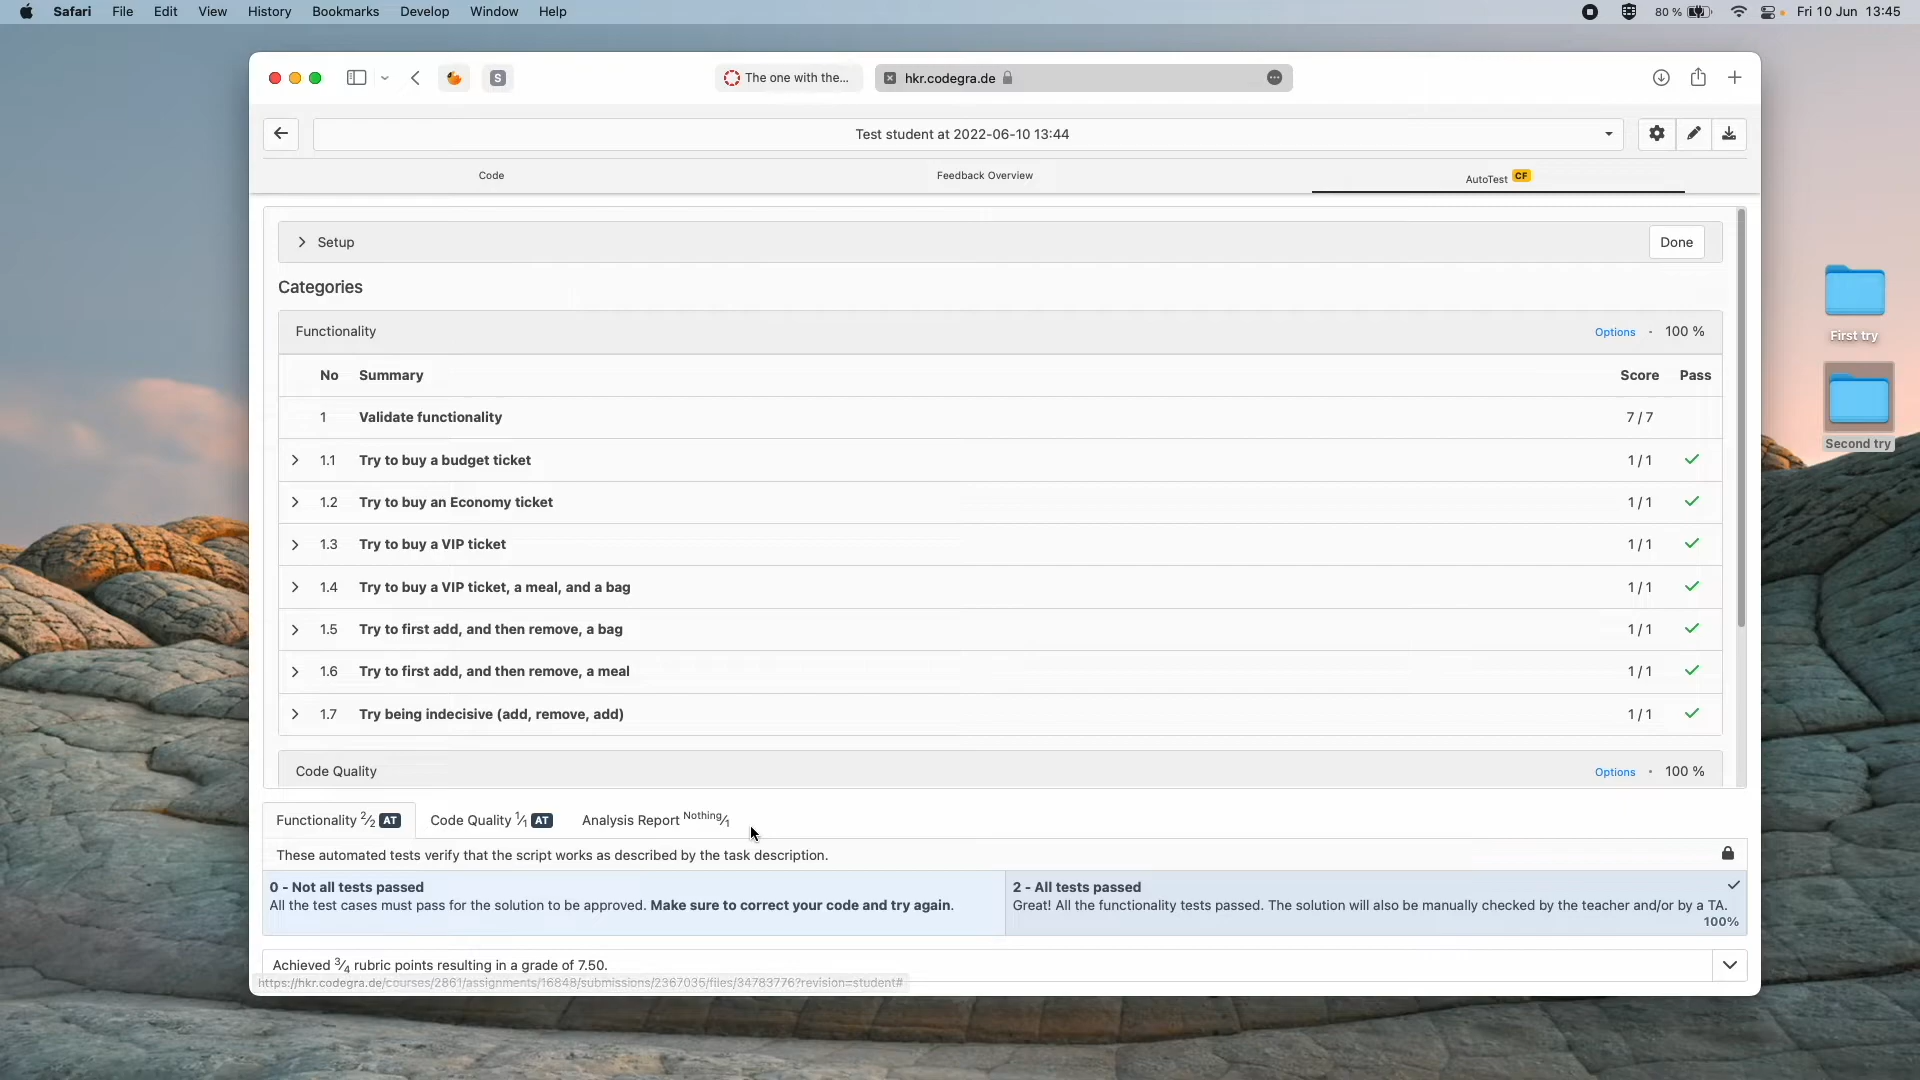 Safari File Edit View History Bookmarks Develop Window Help 80 % Fri 10 Jun 13:45
S The one with the... hkr.codegra.de
Test student at 2022-06-10 13:44
Code Feedback Overview AutoTest CF
Setup Done
Categories
Functionality Options · 100 %
No Summary Score Pass
1 Validate functionality 7 / 7
1.1 Try to buy a budget ticket 1 / 1
1.2 Try to buy an Economy ticket 1 / 1
1.3 Try to buy a VIP ticket 1 / 1
1.4 Try to buy a VIP ticket, a meal, and a bag 1 / 1
1.5 Try to first add, and then remove, a bag 1 / 1
1.6 Try to first add, and then remove, a meal 1 / 1
1.7 Try being indecisive (add, remove, add) 1 / 1
Code Quality Options · 100 %
Functionality 2/2 AT Code Quality 1/1 AT Analysis Report Nothing/1
These automated tests verify that the script works as described by the task description.
0 - Not all tests passed
All the test cases must pass for the solution to be approved. Make sure to correct your code and try again.
2 - All tests passed
Great! All the functionality tests passed. The solution will also be manually checked by the teacher and/or by a TA.
100%
Achieved 3/4 rubric points resulting in a grade of 7.50.
https://hkr.codegra.de/courses/2861/assignments/16848/submissions/2367035/files/34783776?revision=student#
First try
Second try